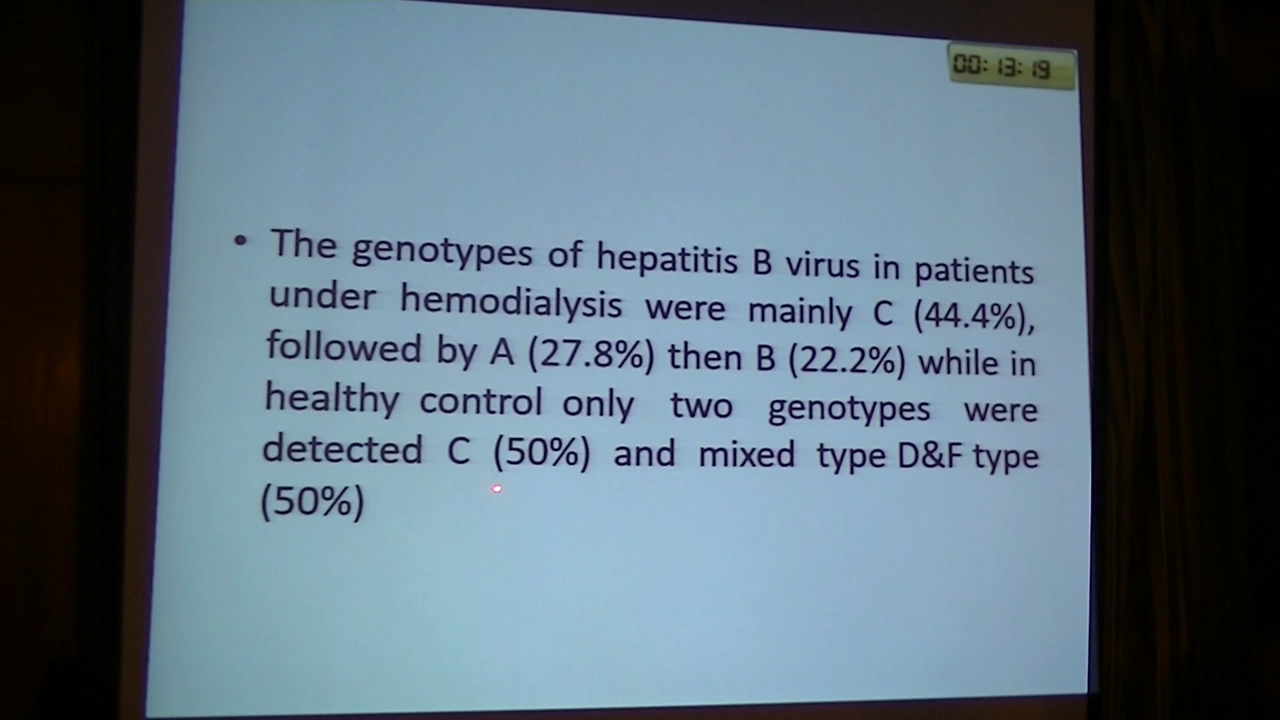 00:13:19
• The genotypes of hepatitis B virus in patients
under hemodialysis were mainly C (44.4%),
followed by A (27.8%) then B (22.2%) while in
healthy control only two genotypes were
detected C (50%) and mixed type D&F type
(50%)